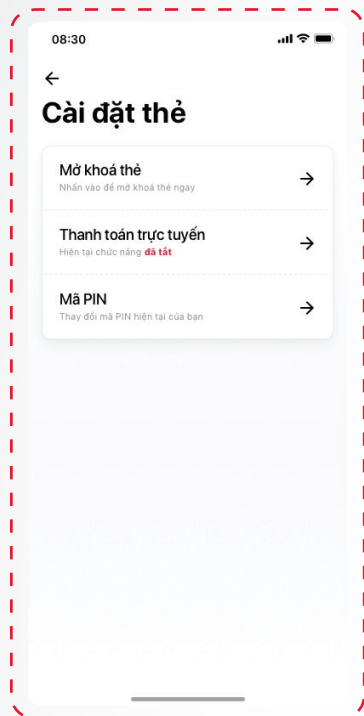 08:30
Cài đặt thẻ
Mở khoá thẻ
Nhấn vào để mở khoá thẻ ngay
Thanh toán trực tuyến
Hiện tại chức năng đã tắt
Mã PIN
Thay đổi mã PIN hiện tại của bạn